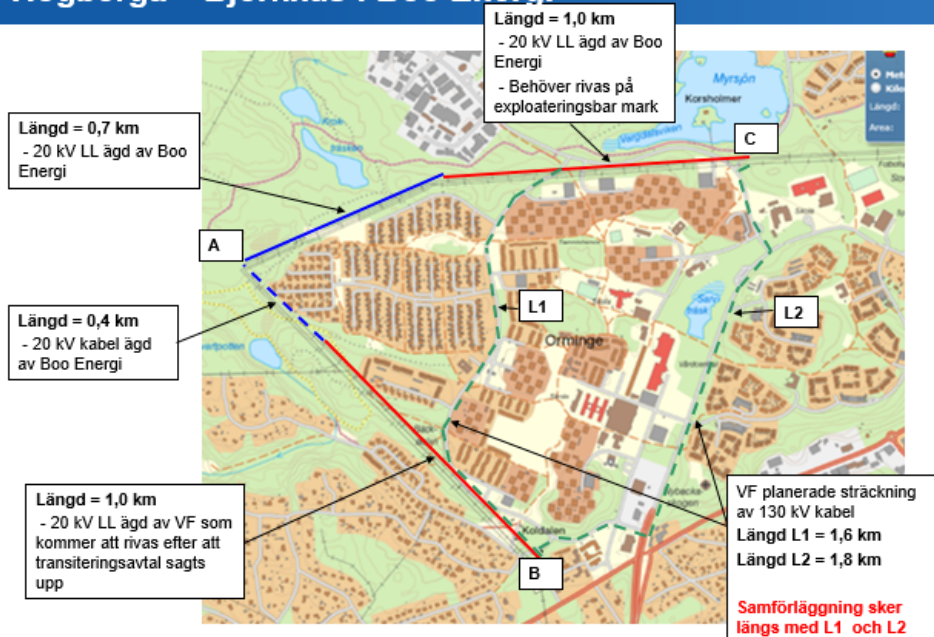 Längd = 1,0 km
- 20 kV LL ägd av Boo
Energi
- Behöver rivas på
exploateringsbar mark
Längd = 0,7 km
- 20 kV LL ägd av Boo
Energi
Myrsjön
Korsholmer
Längd:
Area:
C
A
L1
L2
Längd = 0,4 km
- 20 kV kabel ägd
av Boo Energi
Orminge
Längd = 1,0 km
- 20 kV LL ägd av VF som
kommer att rivas efter att
transiteringsavtal sagts
upp
Koldalen
B
VF planerade sträckning
av 130 kV kabel
Längd L1 = 1,6 km
Längd L2 = 1,8 km
Samförläggning sker
längs med L1 och L2